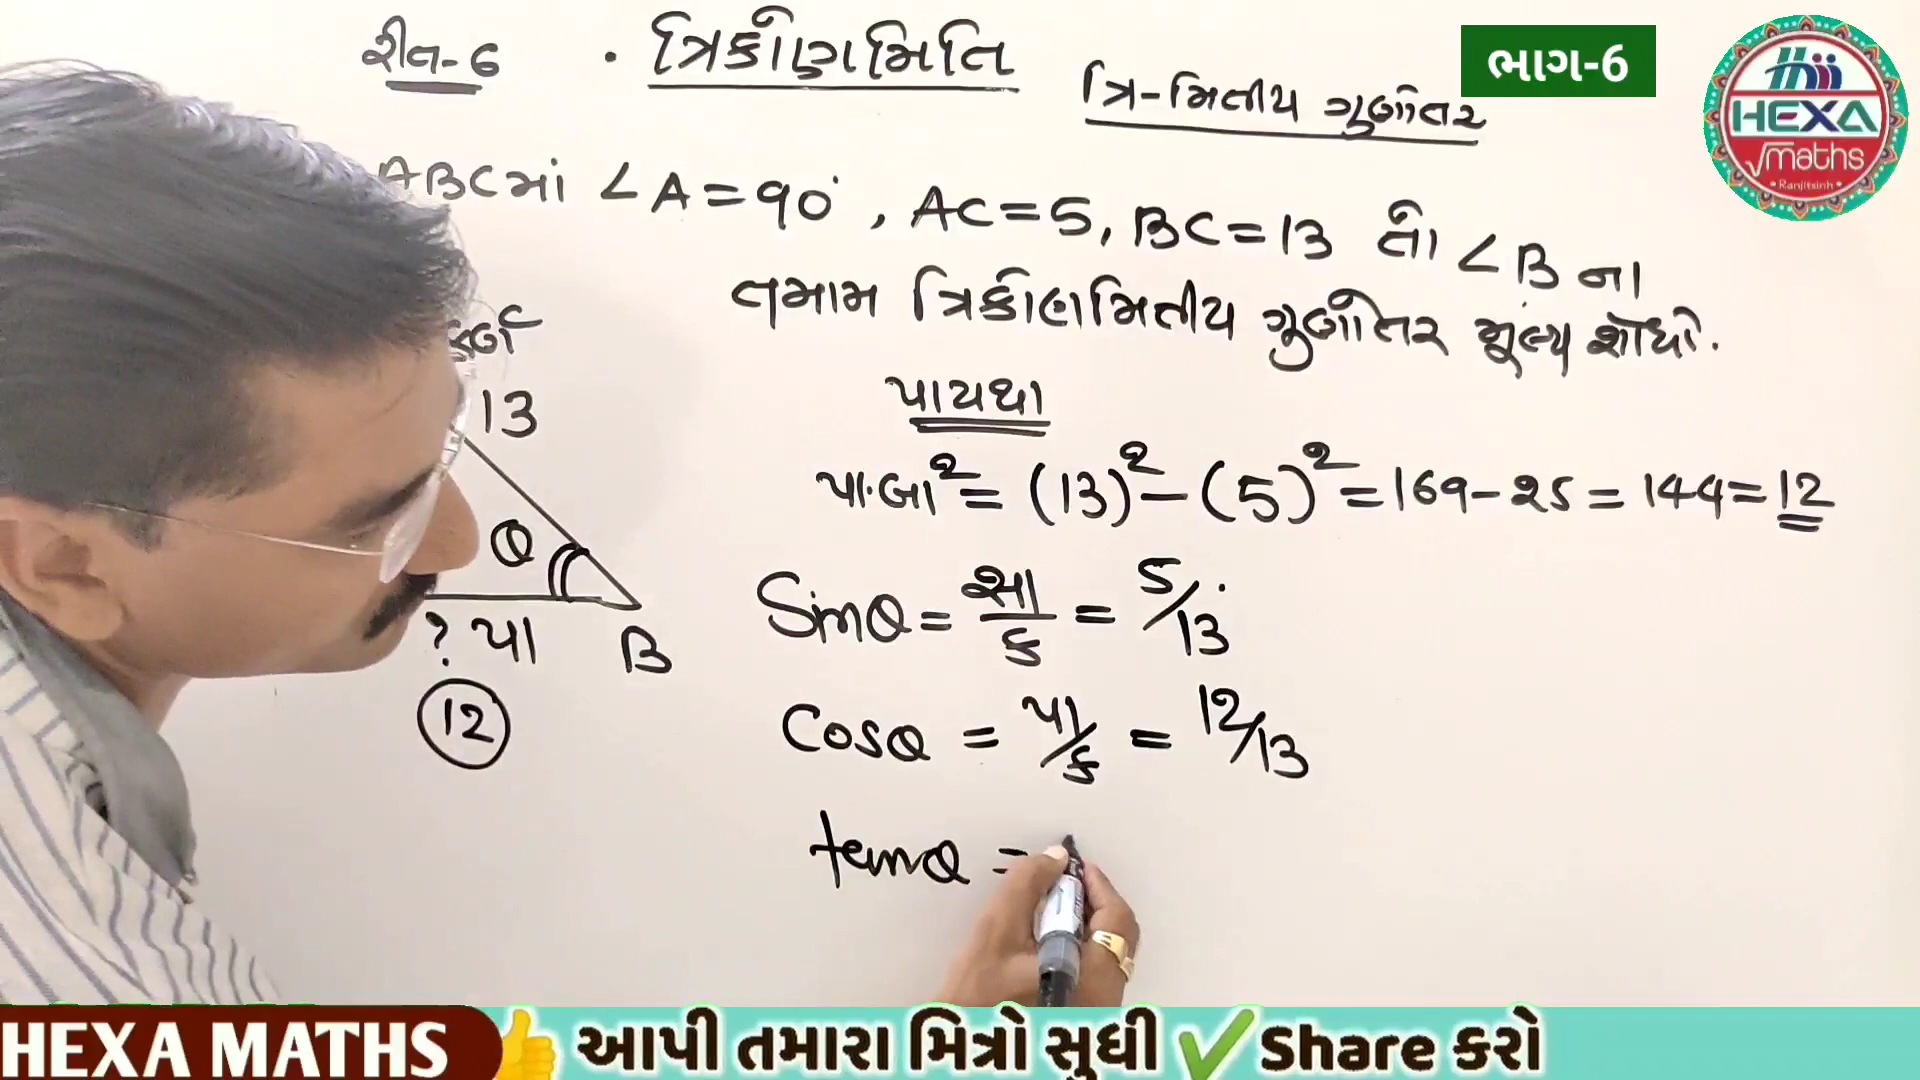 રીત-6 . ત્રિકોણમિતિ
ત્રિ-મિતીય ગુણોત્તર
ભાગ-6
HEXA
√maths
• Ranjitsinh •
ABCમાં ∠A=90°, AC=5, BC=13 તો ∠B ના
તમામ ત્રિકોણમિતીય ગુણોત્તર મૂલ્ય શોધો.
કર્ણ
13
θ
? પા B
12
પાયથા
પા.બા²= (13)²-(5)²=169-25=144=12
Sinθ= સા/ક = 5/13
Cosθ = પા/ક = 12/13
tanθ =
HEXA MATHS 👍 આપી તમારા મિત્રો સુધી ✔ Share કરો